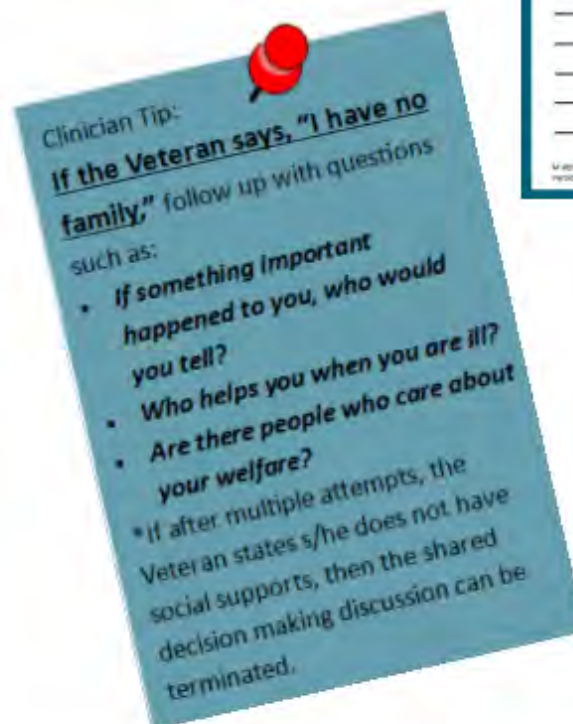 Clinician Tip:
If the Veteran says, "I have no
family," follow up with questions
such as:
• If something important
happened to you, who would
you tell?
• Who helps you when you are ill?
• Are there people who care about
your welfare?
*If after multiple attempts, the
Veteran states s/he does not have
social supports, then the shared
decision making discussion can be
terminated.